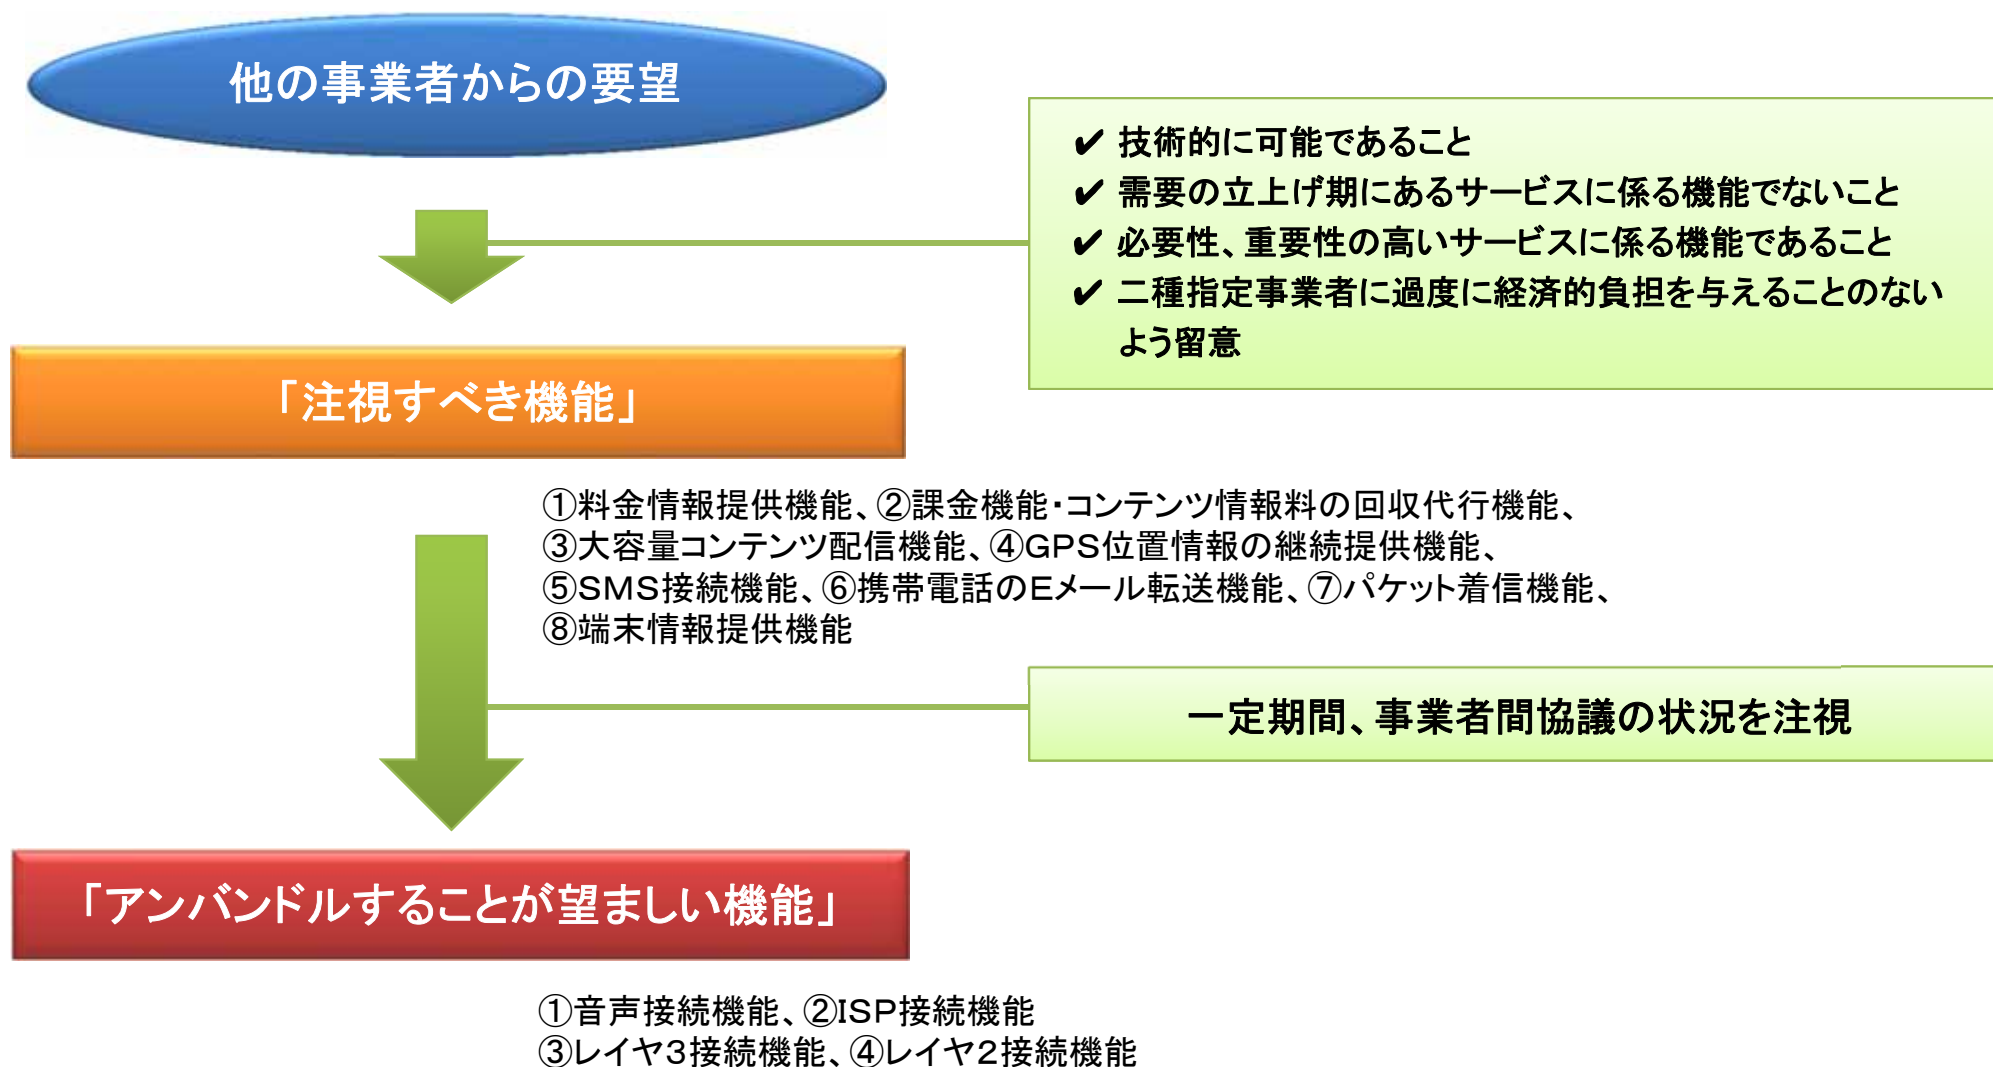 他の事業者からの要望
✔ 技術的に可能であること
✔ 需要の立上げ期にあるサービスに係る機能でないこと
✔ 必要性、重要性の高いサービスに係る機能であること
✔ 二種指定事業者に過度に経済的負担を与えることのない
よう留意
「注視すべき機能」
①料金情報提供機能、②課金機能・コンテンツ情報料の回収代行機能、
③大容量コンテンツ配信機能、④GPS位置情報の継続提供機能、
⑤SMS接続機能、⑥携帯電話のEメール転送機能、⑦パケット着信機能、
⑧端末情報提供機能
一定期間、事業者間協議の状況を注視
「アンバンドルすることが望ましい機能」
①音声接続機能、②ISP接続機能
③レイヤ3接続機能、④レイヤ2接続機能